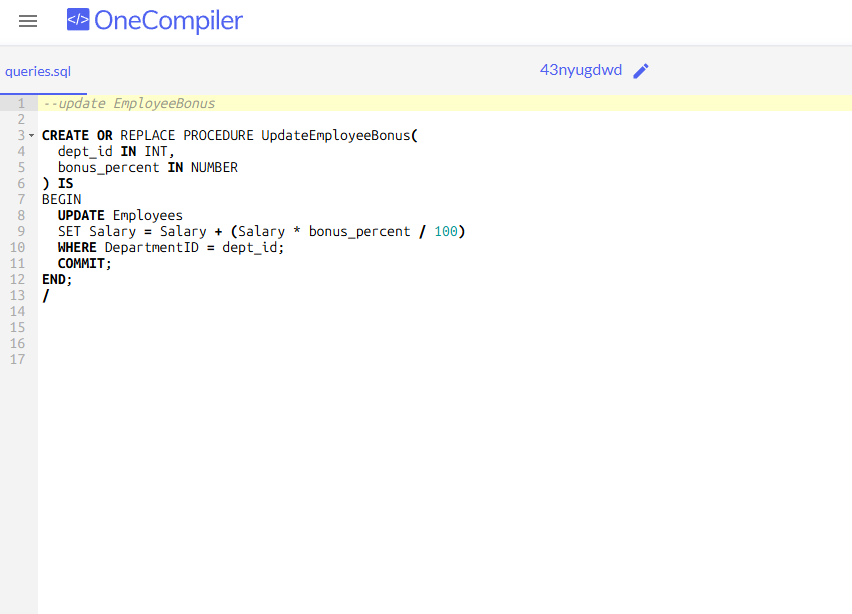 </> OneCompiler
queries.sql
43nyugdwd
1 --update EmployeeBonus
2
3 CREATE OR REPLACE PROCEDURE UpdateEmployeeBonus(
4 dept_id IN INT,
5 bonus_percent IN NUMBER
6 ) IS
7 BEGIN
8 UPDATE Employees
9 SET Salary = Salary + (Salary * bonus_percent / 100)
10 WHERE DepartmentID = dept_id;
11 COMMIT;
12 END;
13 /
14
15
16
17